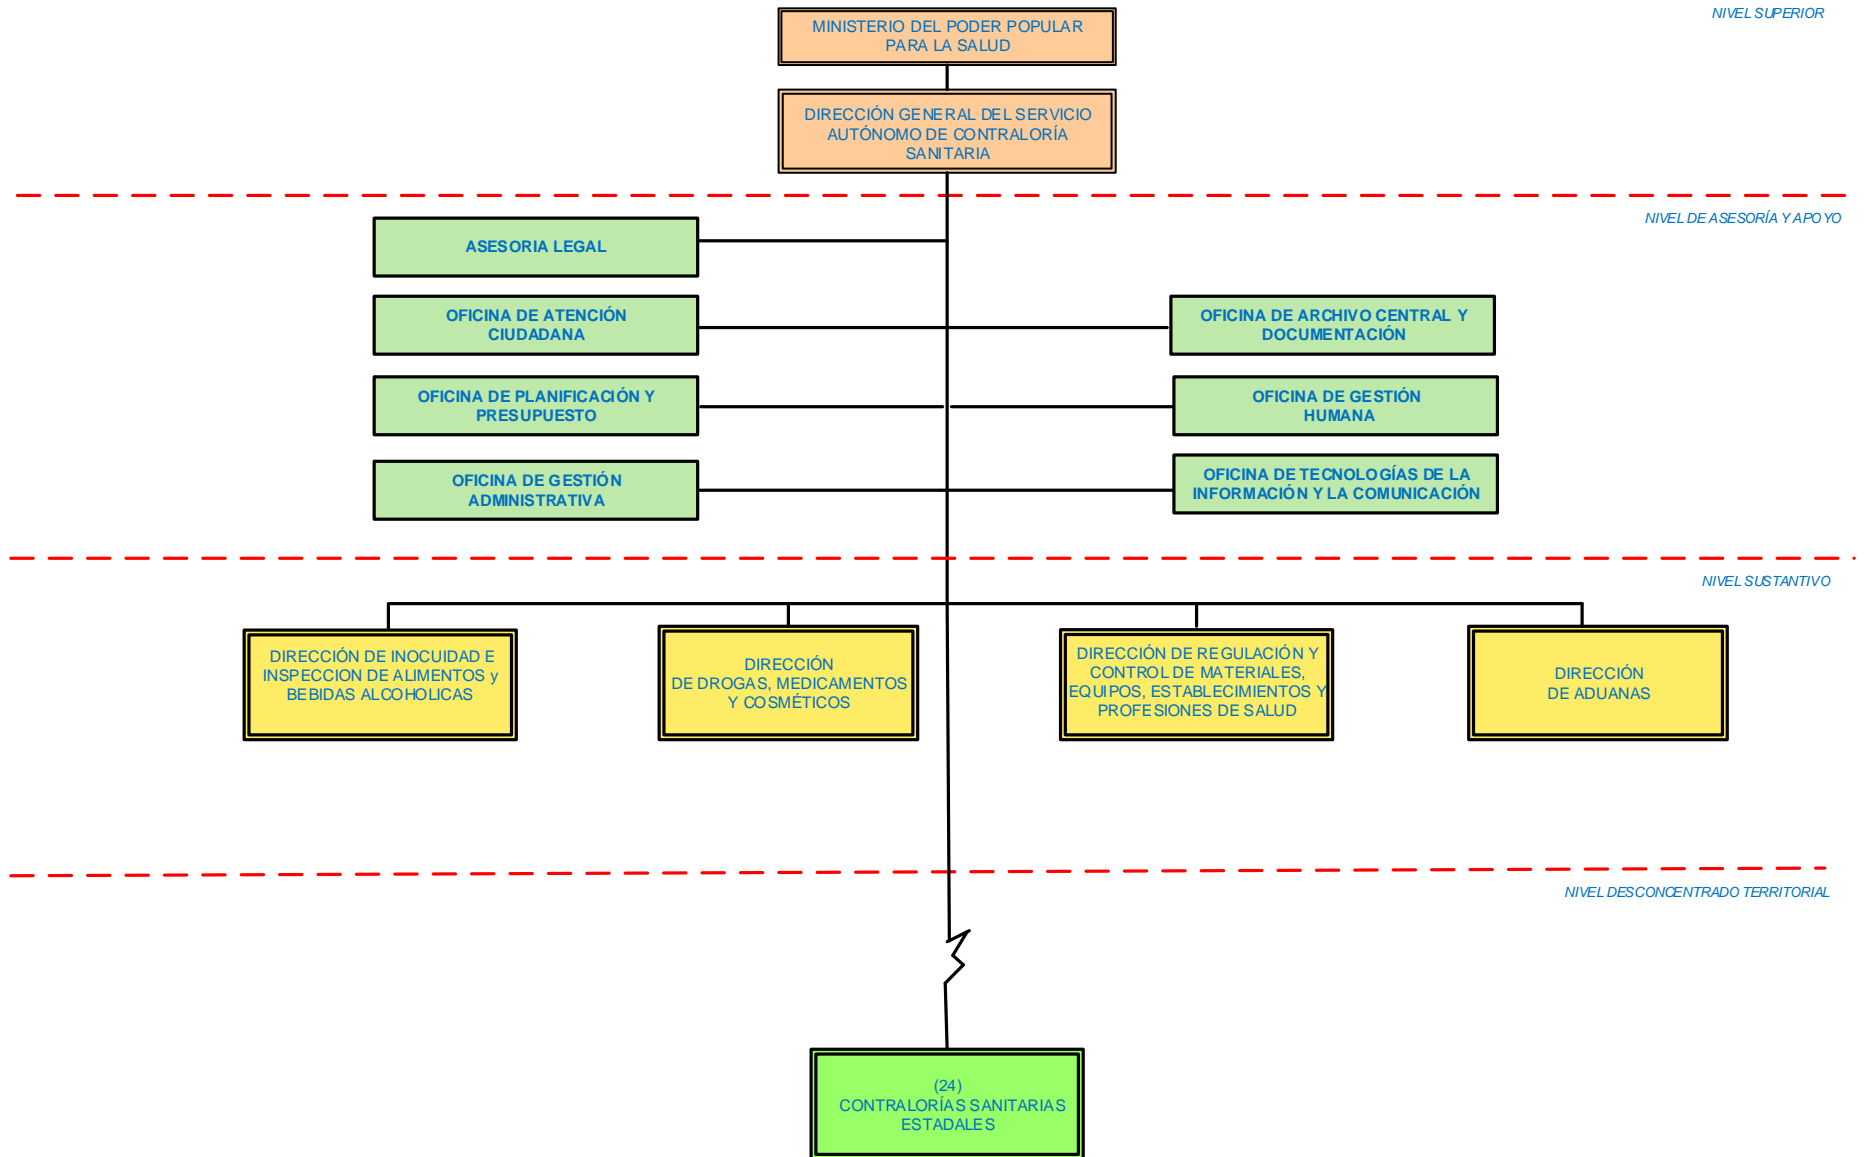 NIVEL SUPERIOR
MINISTERIO DEL PODER POPULAR
PARA LA SALUD
DIRECCIÓN GENERAL DEL SERVICIO
AUTÓNOMO DE CONTRALORÍA
SANITARIA
NIVEL DE ASESORÍA Y APOYO
ASESORIA LEGAL
OFICINA DE ATENCIÓN
CIUDADANA
OFICINA DE ARCHIVO CENTRAL Y
DOCUMENTACIÓN
OFICINA DE PLANIFICACIÓN Y
PRESUPUESTO
OFICINA DE GESTIÓN
HUMANA
OFICINA DE GESTIÓN
ADMINISTRATIVA
OFICINA DE TECNOLOGÍAS DE LA
INFORMACIÓN Y LA COMUNICACIÓN
NIVEL SUSTANTIVO
DIRECCIÓN DE INOCUIDAD E
INSPECCION DE ALIMENTOS y
BEBIDAS ALCOHOLICAS
DIRECCIÓN
DE DROGAS, MEDICAMENTOS
Y COSMÉTICOS
DIRECCIÓN DE REGULACIÓN Y
CONTROL DE MATERIALES,
EQUIPOS, ESTABLECIMIENTOS Y
PROFESIONES DE SALUD
DIRECCIÓN
DE ADUANAS
NIVEL DESCONCENTRADO TERRITORIAL
(24)
CONTRALORÍAS SANITARIAS
ESTADALES